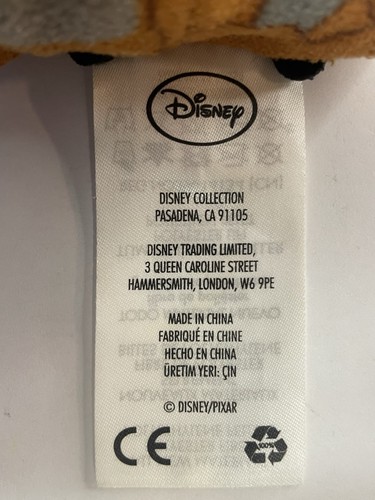 Disney
DISNEY COLLECTION
PASADENA, CA 91105
DISNEY TRADING LIMITED,
3 QUEEN CAROLINE STREET
HAMMERSMITH, LONDON, W6 9PE
MADE IN CHINA
FABRIQUÉ EN CHINE
HECHO EN CHINA
ÜRETIM YERI: ÇIN
© DISNEY/PIXAR
CE
100%